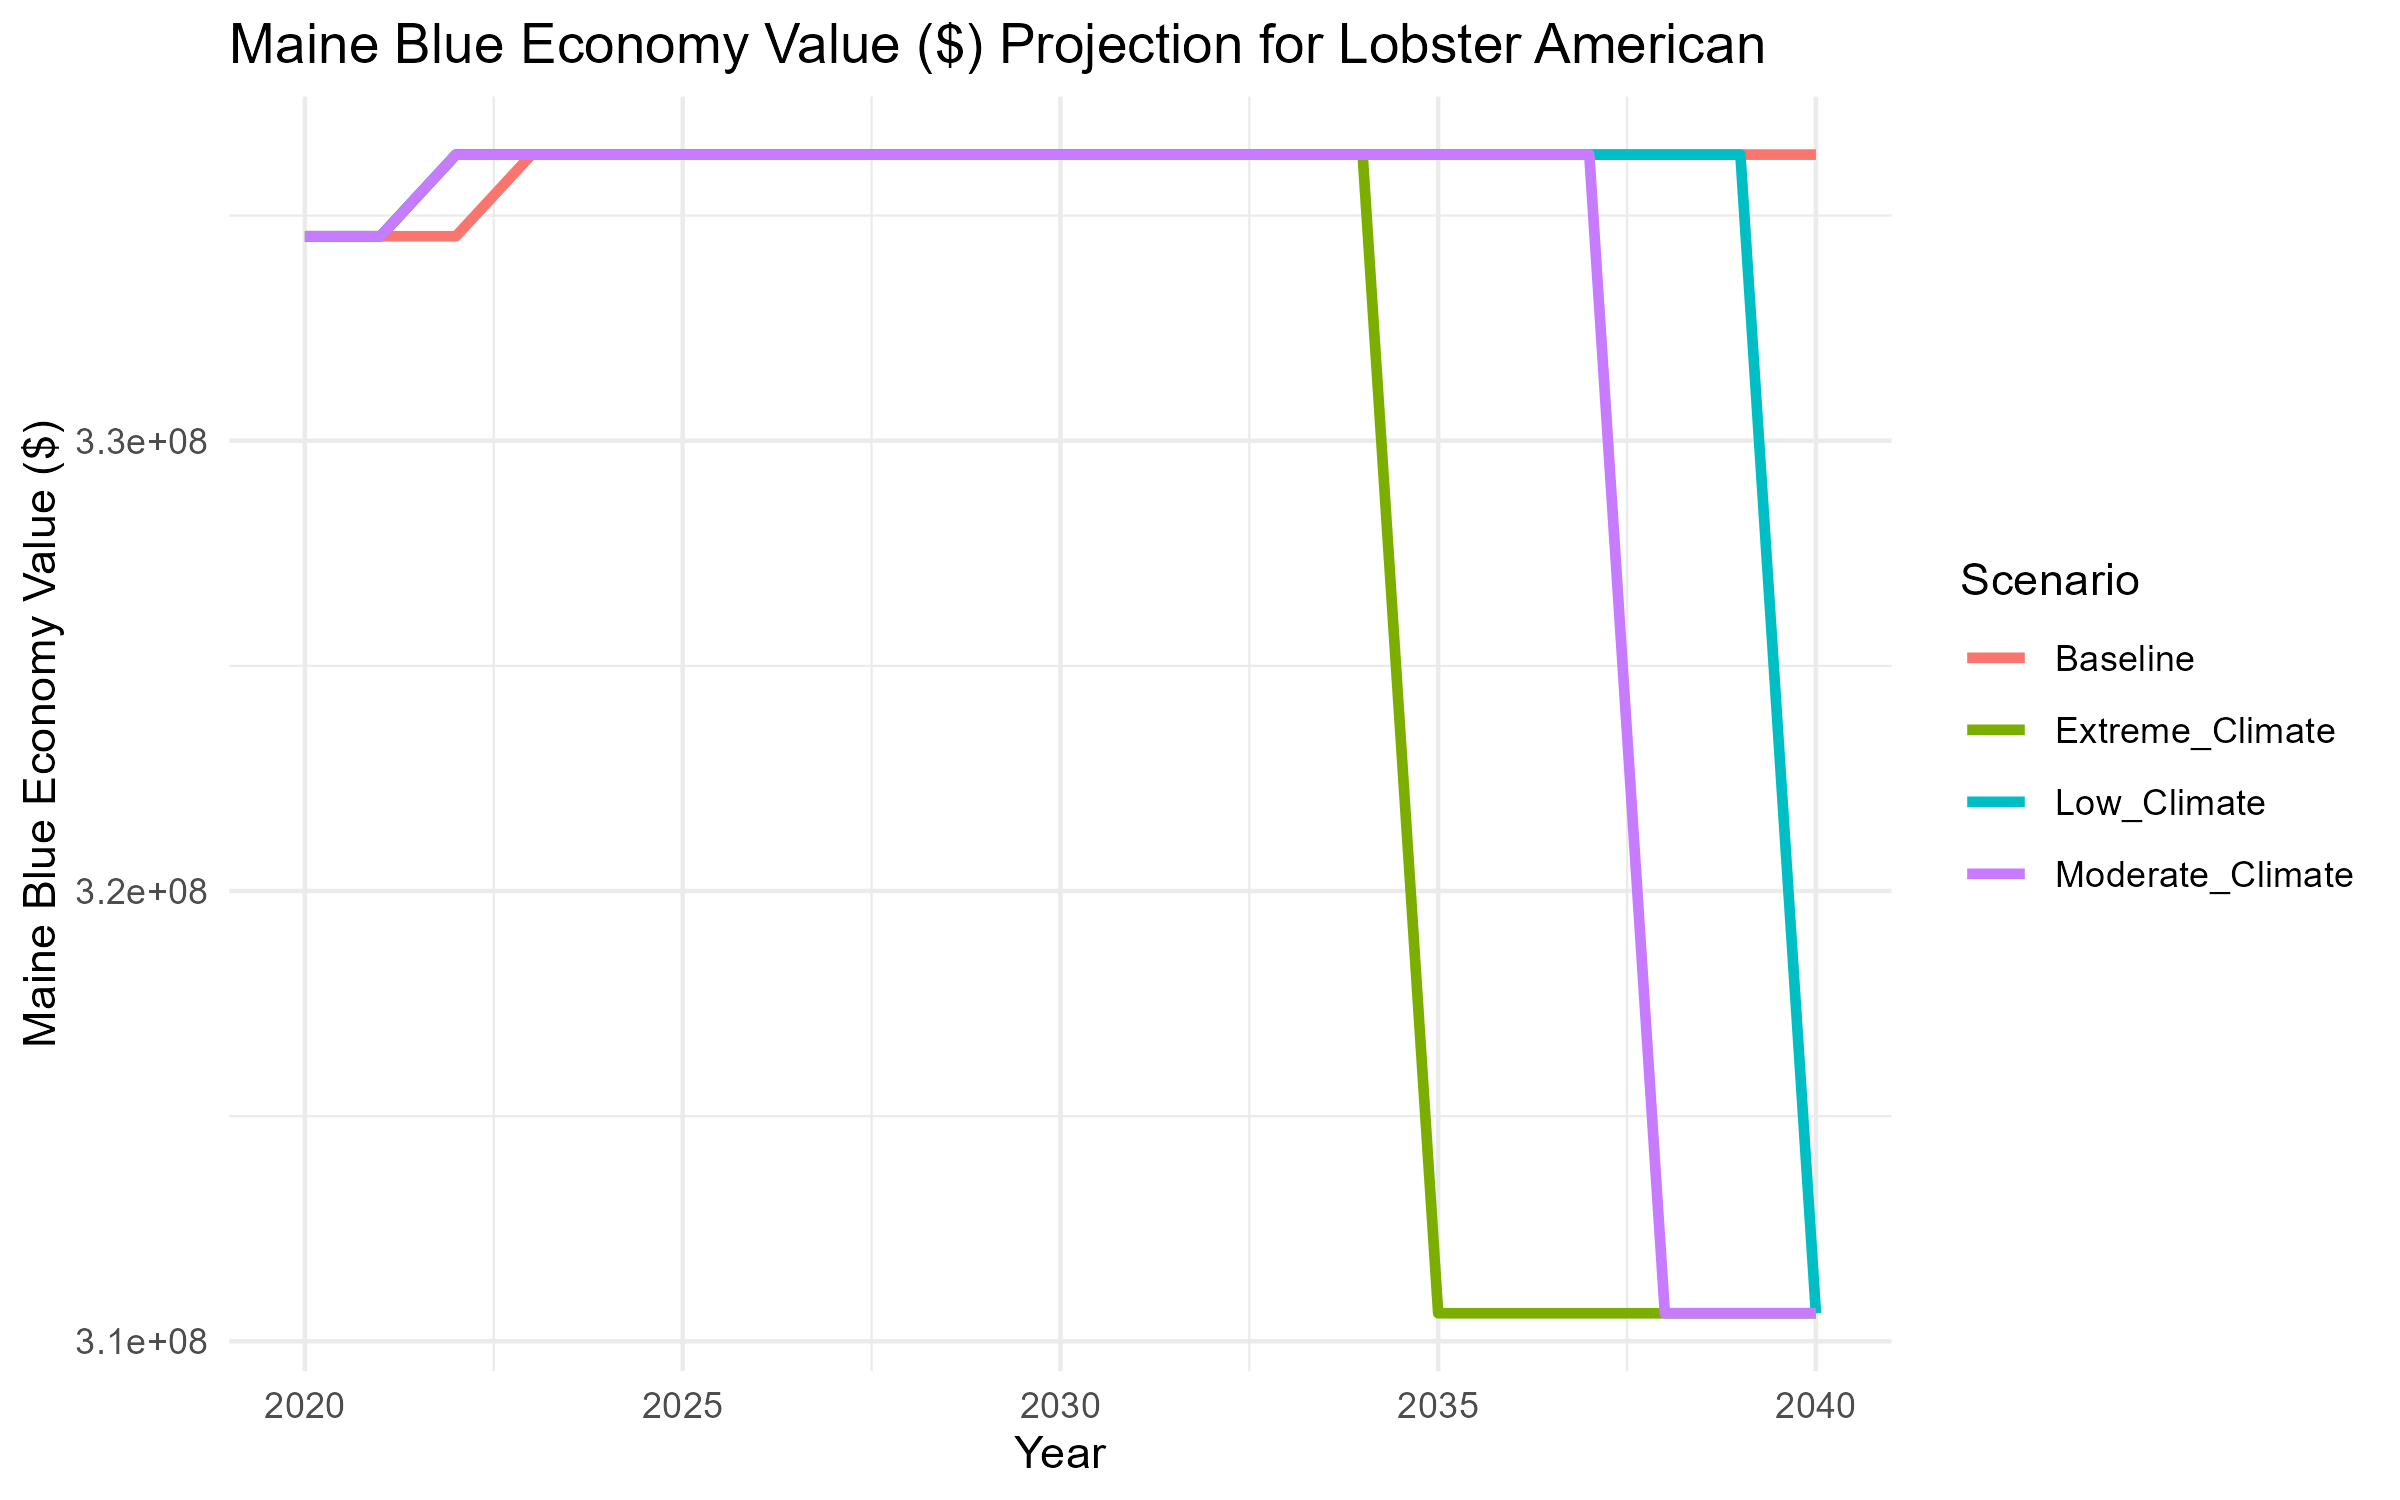 Maine Blue Economy Value ($) Projection for Lobster American
Maine Blue Economy Value ($)
3.3e+08
3.2e+08
3.1e+08
2020
2025
2030
2035
2040
Year
Scenario
Baseline
Extreme_Climate
Low_Climate
Moderate_Climate